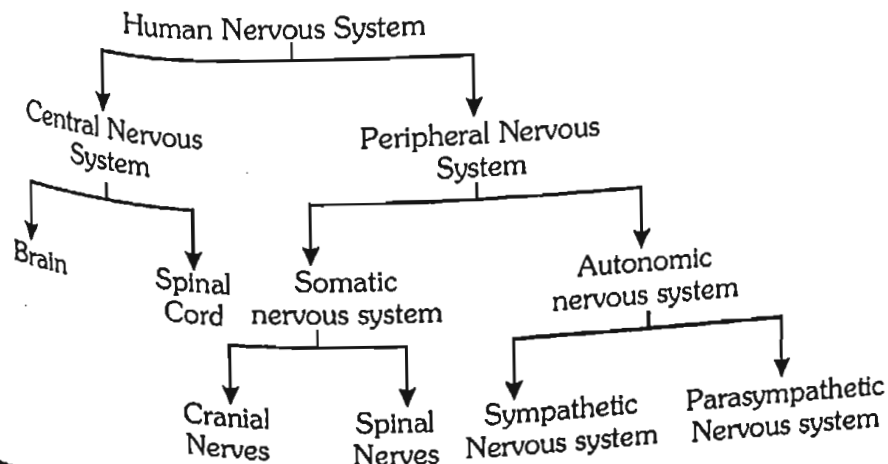 Human Nervous System
Central Nervous
System
Peripheral Nervous
System
Brain
Spinal
Cord
Somatic
nervous system
Autonomic
nervous system
Cranial
Nerves
Spinal
Nerves
Sympathetic
Nervous system
Parasympathetic
Nervous system